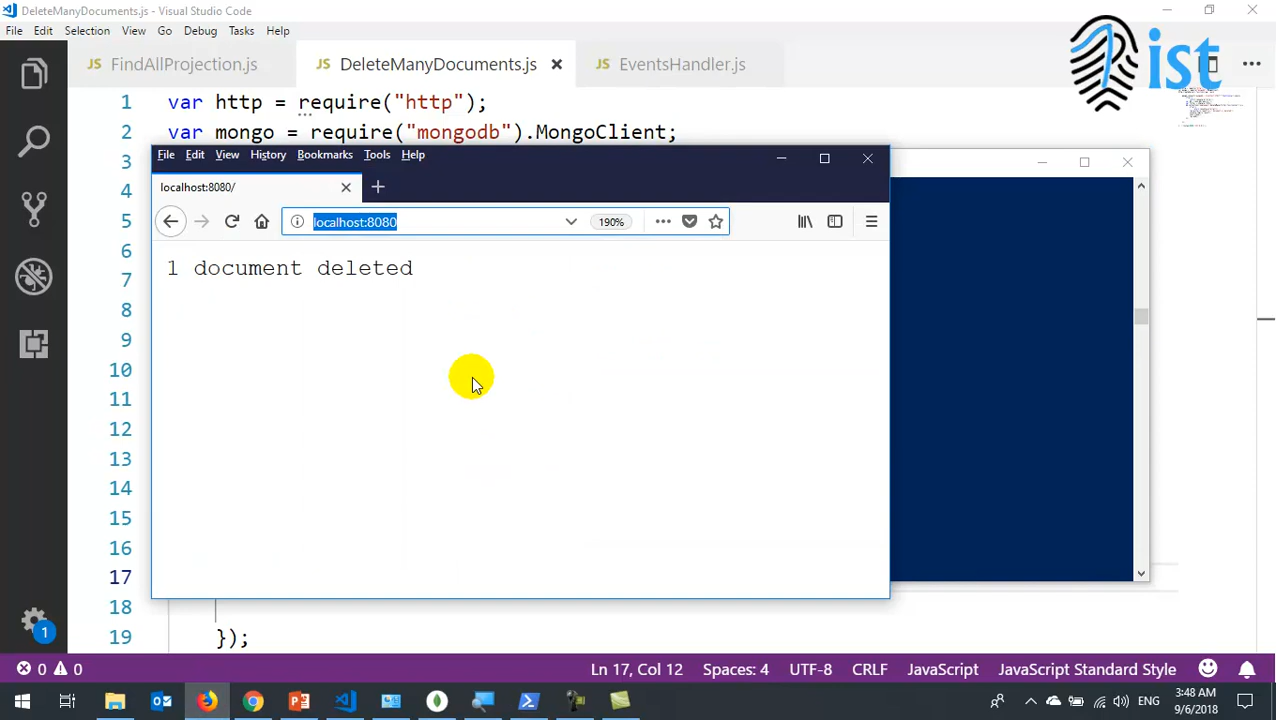 DeleteManyDocuments.js - Visual Studio Code
File Edit Selection View Go Debug Tasks Help
JS FindAllProjection.js JS DeleteManyDocuments.js JS EventsHandler.js
ist
1 var http = require("http");
2 var mongo = require("mongodb").MongoClient;
3
File Edit View History Bookmarks Tools Help
4
localhost:8080/
5
localhost:8080 190%
6
1 document deleted
7
8
9
10
11
12
13
14
15
16
17
18
19 });
1
0 0 Ln 17, Col 12 Spaces: 4 UTF-8 CRLF JavaScript JavaScript Standard Style
ENG
3:48 AM
9/6/2018